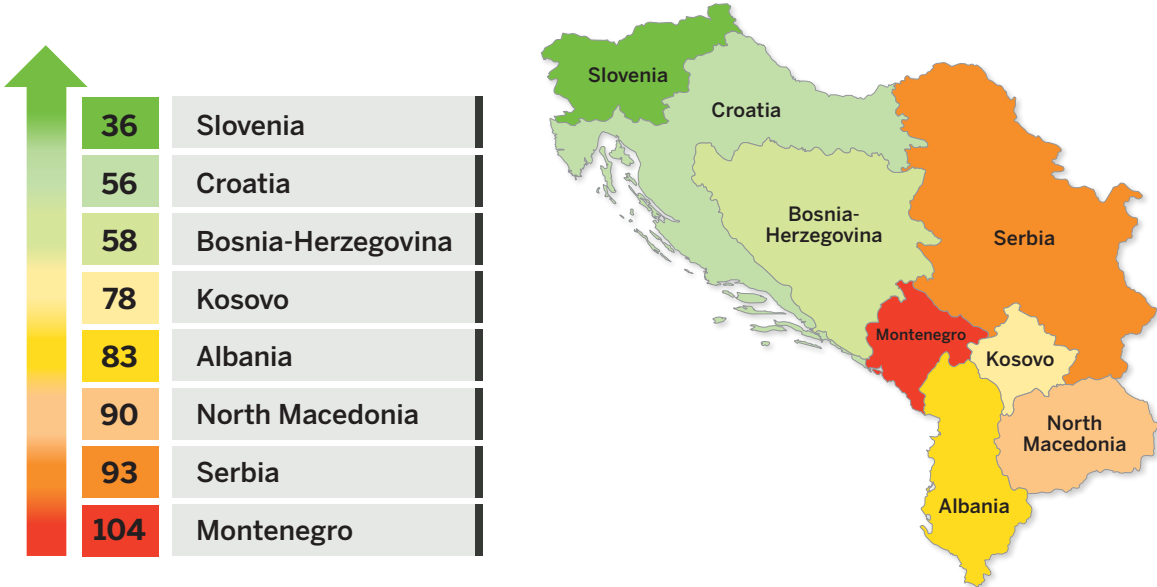 36 Slovenia
56 Croatia
58 Bosnia-Herzegovina
78 Kosovo
83 Albania
90 North Macedonia
93 Serbia
104 Montenegro
Slovenia
Croatia
Bosnia-
Herzegovina
Serbia
Montenegro
Kosovo
North
Macedonia
Albania